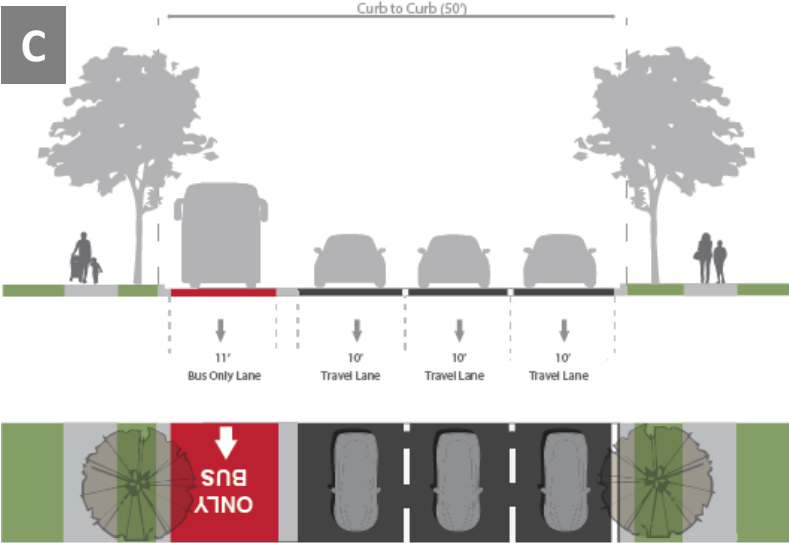 Curb to Curb (50')
C
11'
Bus Only Lane
10'
Travel Lane
10'
Travel Lane
10'
Travel Lane
BUS
ONLY